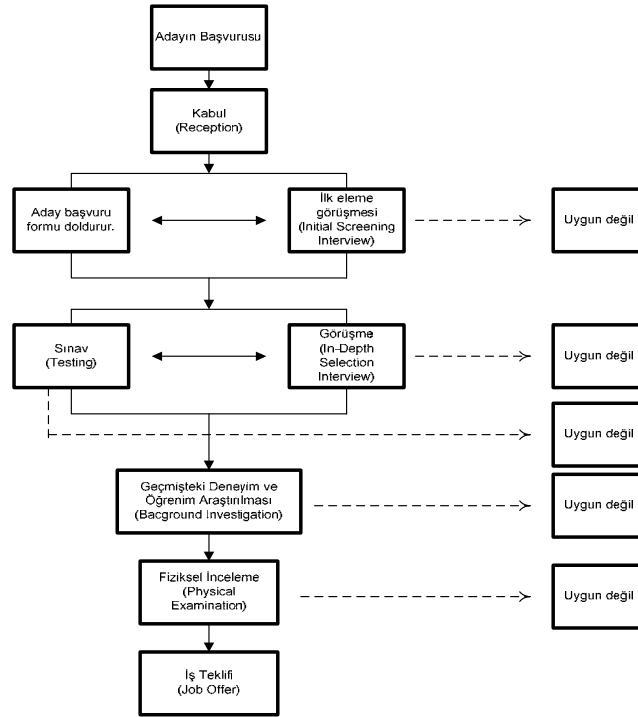 Adayın Başvurusu
Kabul
(Reception)
Aday başvuru
formu doldurur.
İlk eleme
görüşmesi
(Initial Screening
Interview)
Uygun değil
Sınav
(Testing)
Görüşme
(In-Depth
Selection
Interview)
Uygun değil
Uygun değil
Geçmişteki Deneyim ve
Öğrenim Araştırılması
(Bacground Investigation)
Uygun değil
Fiziksel İnceleme
(Physical
Examination)
Uygun değil
İş Teklifi
(Job Offer)